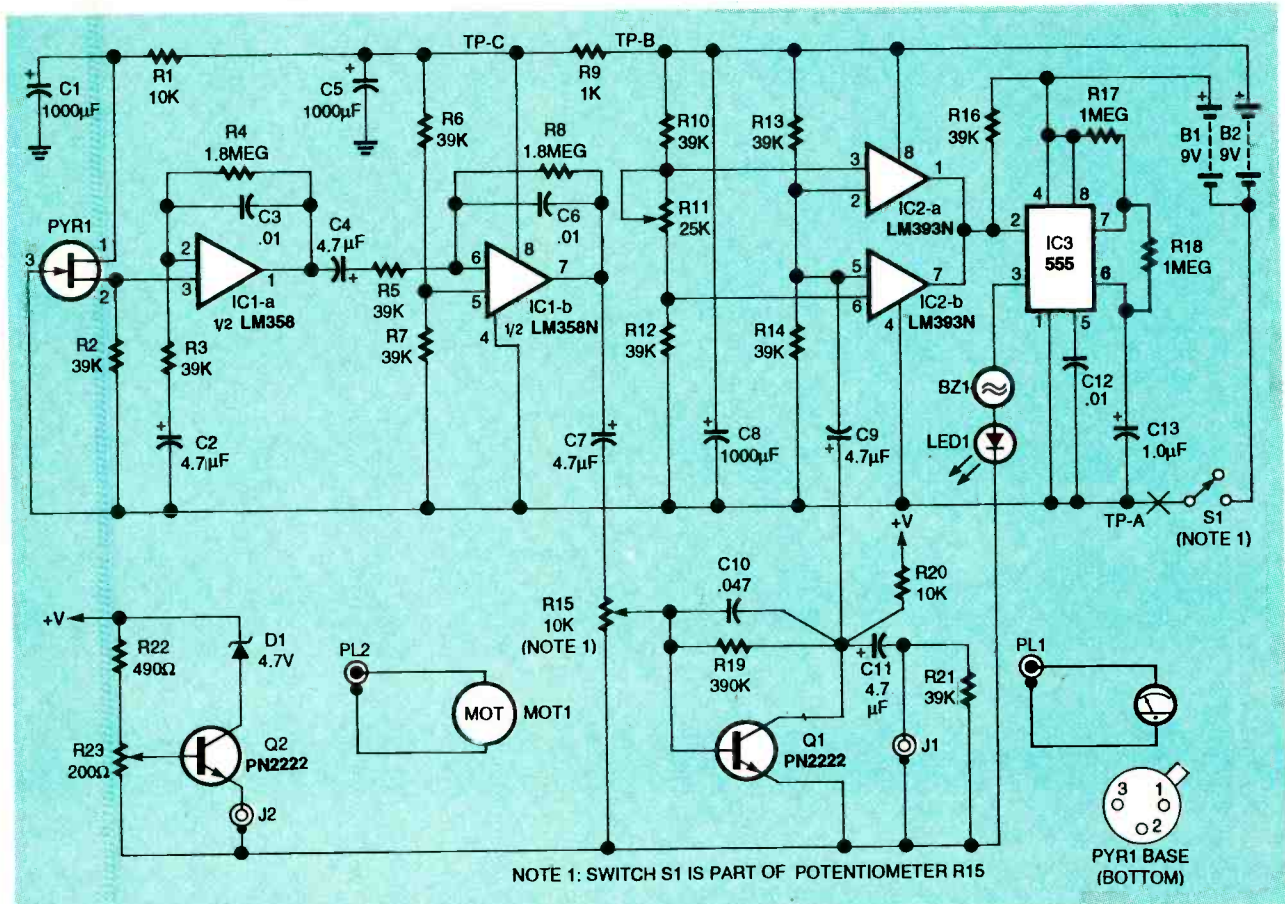 TP-C
TP-B
C1
1000µF
R1
10K
C5
1000µF
R6
39K
R9
1K
R10
39K
R13
39K
R16
39K
R17
1MEG
B1
9V
B2
9V
R4
1.8MEG
C3
.01
C4
4.7
µF
R8
1.8MEG
C6
.01
3
2
8
1
IC2-a
LM393N
4
8
2
7
3
6
1
5
IC3
555
R18
1MEG
R11
25K
PYR1
1
3
2
2
3
1
IC1-a
1/2 LM358
R5
39K
6
5
8
7
4
IC1-b
1/2 LM358N
5
6
7
4
IC2-b
LM393N
R2
39K
R3
39K
R7
39K
R12
39K
R14
39K
BZ1
C12
.01
LED1
C13
1.0µF
C2
4.7µF
C7
4.7µF
C8
1000µF
C9
4.7µF
TP-A
S1
(NOTE 1)
+V
+V
R22
490Ω
D1
4.7V
PL2
MOT
MOT1
R15
10K
(NOTE 1)
C10
.047
R20
10K
R19
390K
C11
4.7
µF
R21
39K
PL1
R23
200Ω
Q2
PN2222
J2
Q1
PN2222
J1
3
1
2
PYR1 BASE
(BOTTOM)
NOTE 1: SWITCH S1 IS PART OF POTENTIOMETER R15